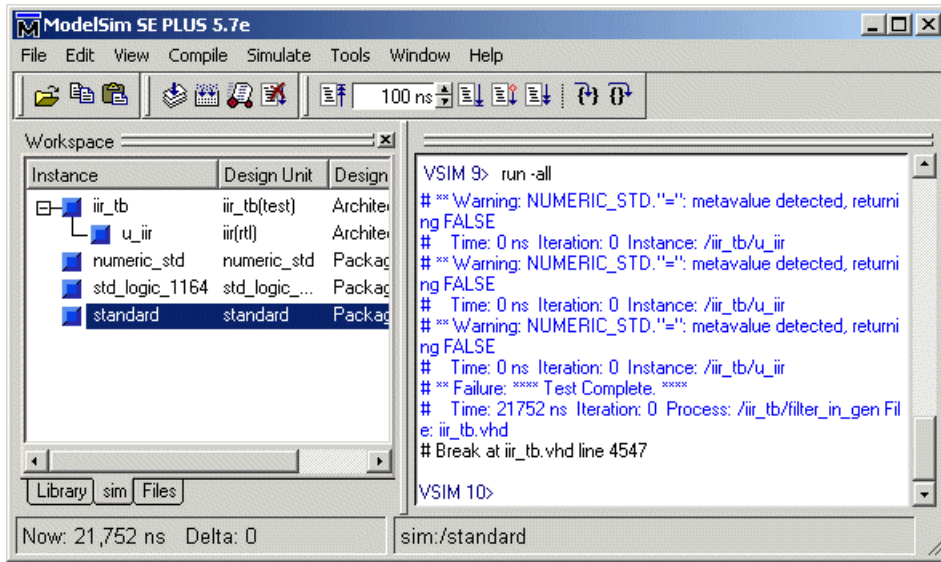 ModelSim SE PLUS 5.7e
File Edit View Compile Simulate Tools Window Help
100 ns
Workspace
Instance Design Unit Design
iir_tb iir_tb(test) Archite
u_iir iir(rtl) Archite
numeric_std numeric_std Packag
std_logic_1164 std_logic_... Packag
standard standard Packag
Library sim Files
VSIM 9> run -all
# ** Warning: NUMERIC_STD."=": metavalue detected, returni
ng FALSE
# Time: 0 ns Iteration: 0 Instance: /iir_tb/u_iir
# ** Warning: NUMERIC_STD."=": metavalue detected, returni
ng FALSE
# Time: 0 ns Iteration: 0 Instance: /iir_tb/u_iir
# ** Warning: NUMERIC_STD."=": metavalue detected, returni
ng FALSE
# Time: 0 ns Iteration: 0 Instance: /iir_tb/u_iir
# ** Failure: **** Test Complete. ****
# Time: 21752 ns Iteration: 0 Process: /iir_tb/filter_in_gen Fil
e: iir_tb.vhd
# Break at iir_tb.vhd line 4547
VSIM 10>
Now: 21,752 ns Delta: 0
sim:/standard